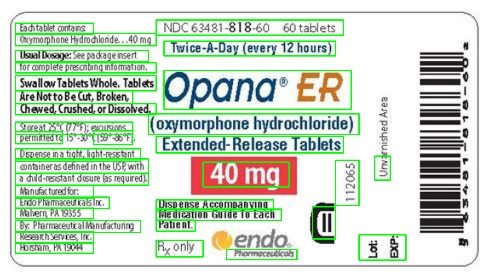 Each tablet contains:
Oxymorphone Hydrochloride. . .40 mg
Usual Dosage: See package insert
for complete prescribing information.
Swallow Tablets Whole. Tablets
Are Not to Be Cut, Broken,
Chewed, Crushed, or Dissolved.
Store at 25°C (77°F); excursions
permitted to 15°-30°C (59°-86°F).
Dispense in a tight, light-resistant
container as defined in the USP, with
a child-resistant closure (as required).
Manufactured for:
Endo Pharmaceuticals Inc.
Malvern, PA 19355
By: Pharmaceutical Manufacturing
Research Services, Inc.
Horsham, PA 19044
NDC 63481-818-60 60 tablets
Twice-A-Day (every 12 hours)
Opana® ER
(oxymorphone hydrochloride)
Extended-Release Tablets
40 mg
Dispense Accompanying
Medication Guide To Each
Patient.
Rx only
endo
Pharmaceuticals
CII
112065
Unvarnished Area
Lot:
EXP: